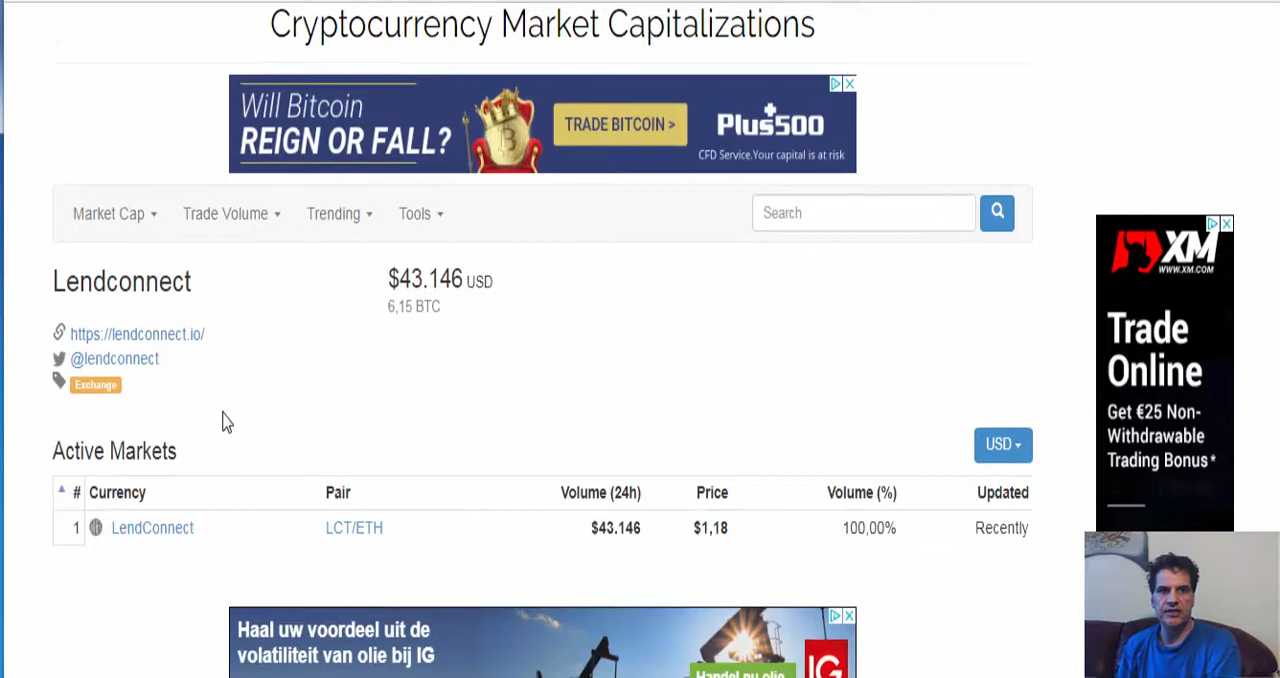 Cryptocurrency Market Capitalizations
Will Bitcoin
REIGN OR FALL?
B
TRADE BITCOIN >
Plus500
CFD Service.Your capital is at risk
Market Cap
Trade Volume
Trending
Tools
Search
Lendconnect
$43.146 USD
6,15 BTC
https://lendconnect.io/
@lendconnect
Exchange
XM
WWW.XM.COM
Trade
Online
Get €25 Non-
Withdrawable
Trading Bonus*
Active Markets
USD
# Currency Pair Volume (24h) Price Volume (%) Updated
1 LendConnect LCT/ETH $43.146 $1,18 100,00% Recently
Haal uw voordeel uit de
volatiliteit van olie bij IG
Handel nu olie
IG